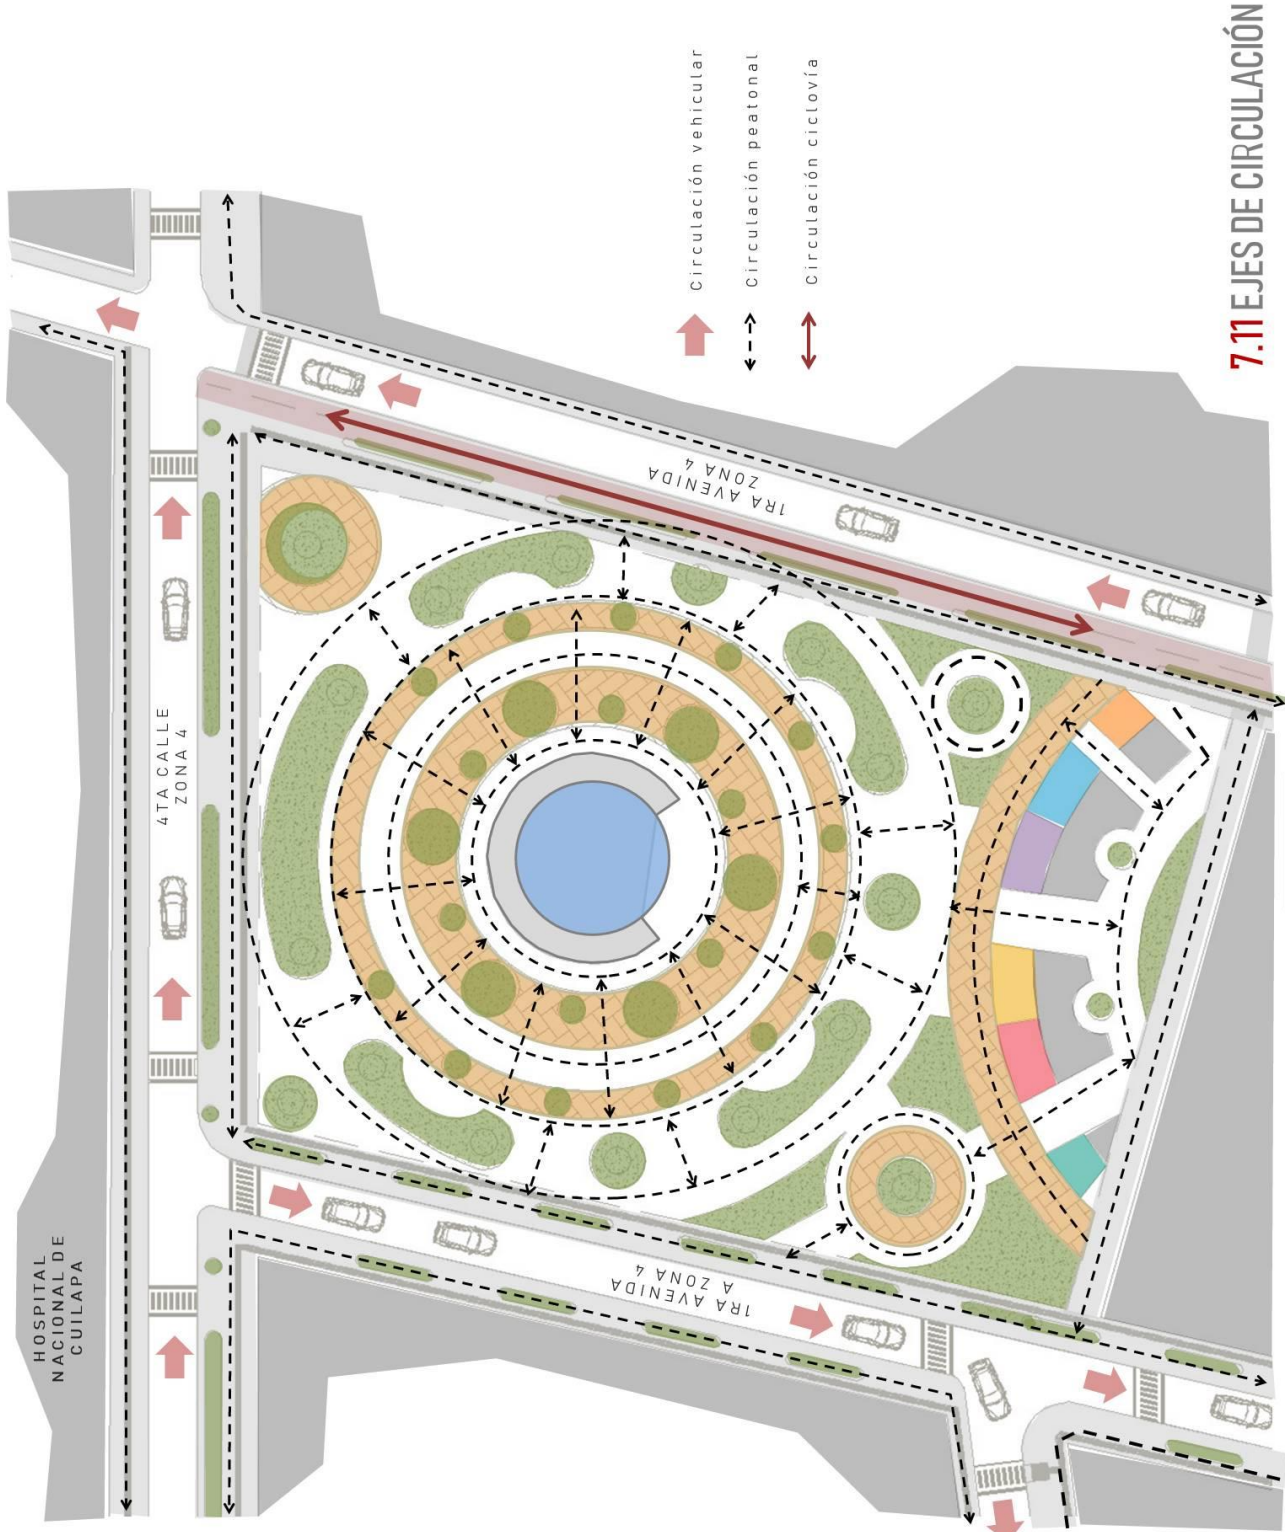 7.11 EJES DE CIRCULACIÓN
Circulación vehicular
Circulación peatonal
Circulación ciclovía
HOSPITAL
NACIONAL DE
CUILAPA
4TA CALLE
ZONA 4
1RA AVENIDA
ZONA 4
1RA AVENIDA
A ZONA 4